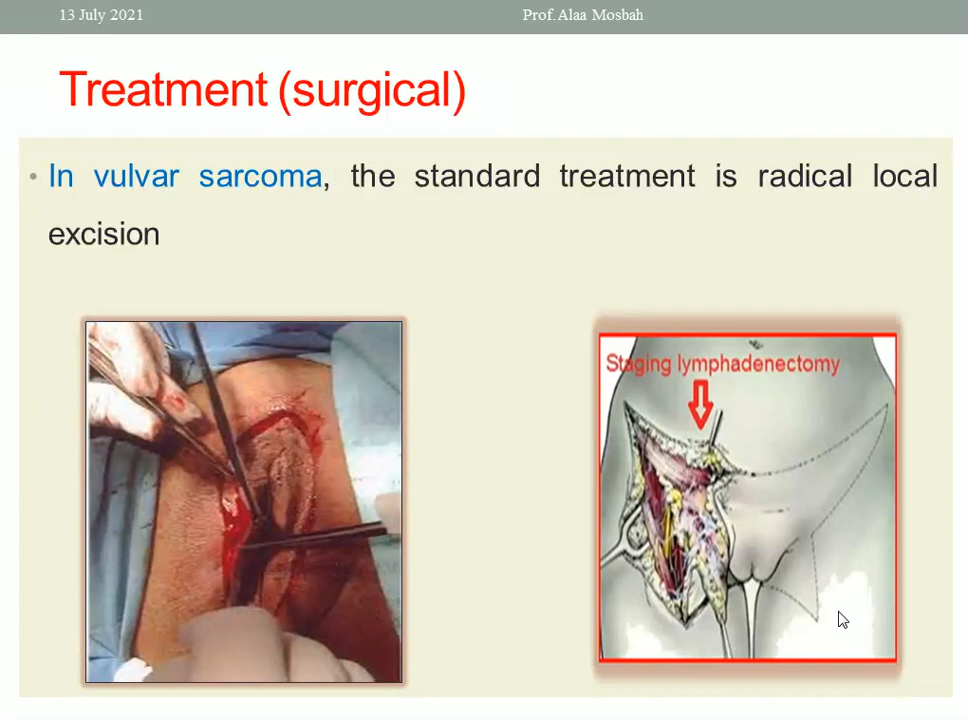 13 July 2021
Prof. Alaa Mosbah
Treatment (surgical)
• In vulvar sarcoma, the standard treatment is radical local
excision
Staging lymphadenectomy